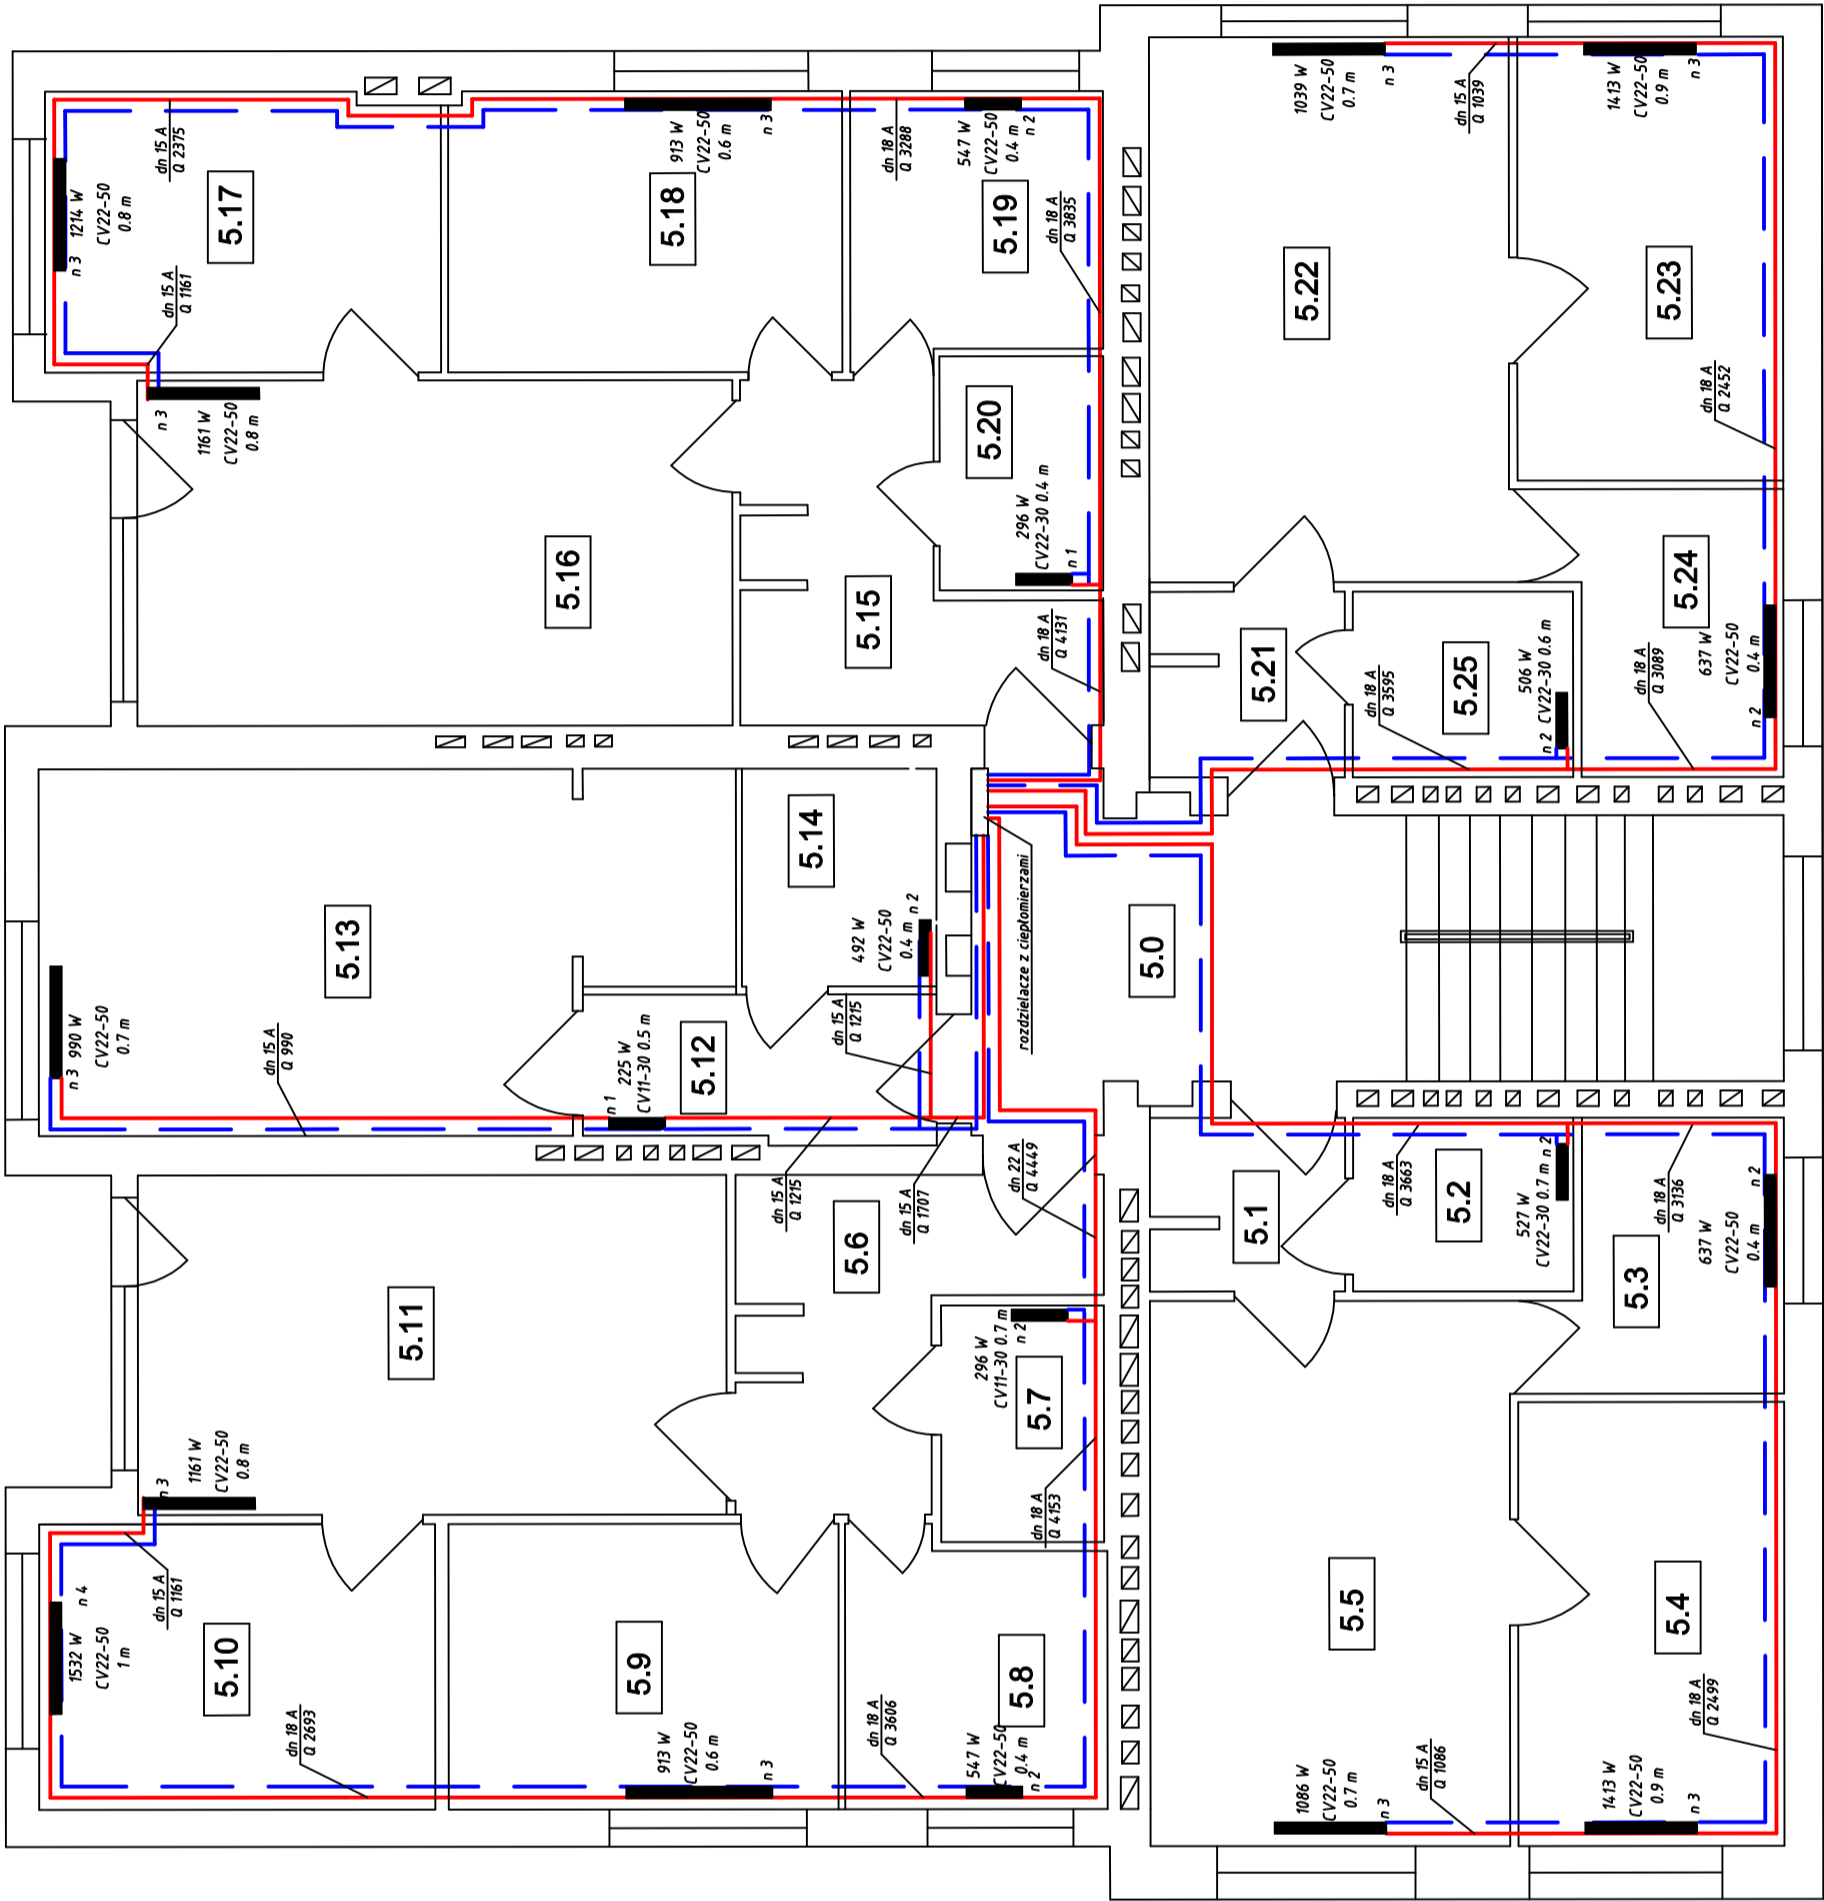 1214 W
CV22-50
0.8 m
n 3
dn 15 A
Q 2375
5.17
dn 15 A
Q 1161
n 3
1161 W
CV22-50
0.8 m
913 W
CV22-50
0.6 m
n 3
5.18
dn 18 A
Q 3288
547 W
CV22-50
0.4 m
n 2
5.19
dn 18 A
Q 3835
5.20
296 W
CV22-30 0.4 m
n 1
5.16
5.15
dn 18 A
Q 4131
1039 W
CV22-50
0.7 m
n 3
dn 15 A
Q 1039
1413 W
CV22-50
0.9 m
n 3
5.22
5.23
dn 18 A
Q 2452
5.24
637 W
CV22-50
0.4 m
n 2
dn 18 A
Q 3089
5.21
5.25
506 W
n 2 CV22-30 0.6 m
dn 18 A
Q 3595
5.13
990 W
CV22-50
0.7 m
n 3
dn 15 A
Q 990
5.14
492 W
CV22-50
0.4 m
n 2
dn 15 A
Q 1215
5.12
225 W
CV11-30 0.5 m
n 1
rozdzielacze z ciepłomierzami
5.0
dn 15 A
Q 1215
dn 15 A
Q 1707
dn 22 A
Q 4449
5.6
5.11
1161 W
CV22-50
0.8 m
n 3
dn 15 A
Q 1161
1532 W
CV22-50
1 m
n 4
5.10
dn 18 A
Q 2693
5.9
913 W
CV22-50
0.6 m
n 3
dn 18 A
Q 3606
5.8
547 W
CV22-50
0.4 m
n 2
5.7
296 W
CV11-30 0.7 m
n 2
dn 18 A
Q 4153
5.1
5.2
527 W
CV22-30 0.7 m
n 2
dn 18 A
Q 3663
dn 18 A
Q 3136
5.3
637 W
CV22-50
0.4 m
n 2
5.5
5.4
dn 18 A
Q 2499
1086 W
CV22-50
0.7 m
n 3
dn 15 A
Q 1086
1413 W
CV22-50
0.9 m
n 3